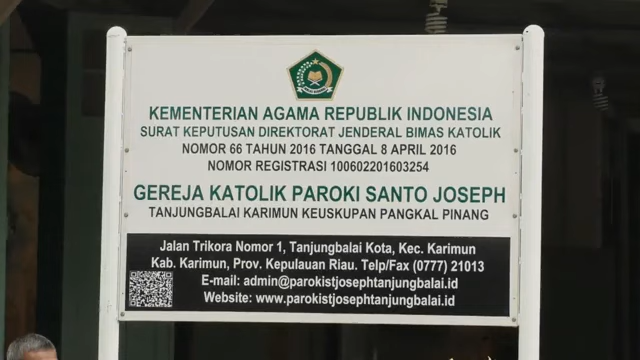 KEMENTERIAN AGAMA REPUBLIK INDONESIA
SURAT KEPUTUSAN DIREKTORAT JENDERAL BIMAS KATOLIK
NOMOR 66 TAHUN 2016 TANGGAL 8 APRIL 2016
NOMOR REGISTRASI 100602201603254
GEREJA KATOLIK PAROKI SANTO JOSEPH
TANJUNGBALAI KARIMUN KEUSKUPAN PANGKAL PINANG
Jalan Trikora Nomor 1, Tanjungbalai Kota, Kec. Karimun
Kab. Karimun, Prov. Kepulauan Riau. Telp/Fax (0777) 21013
E-mail: admin@parokistjosephtanjungbalai.id
Website: www.parokistjosephtanjungbalai.id